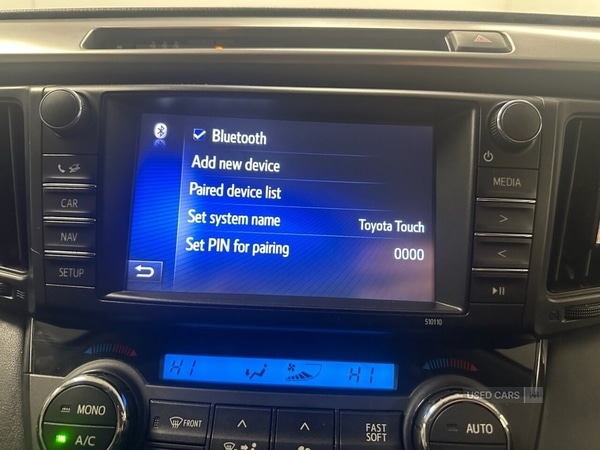 Bluetooth
Add new device
Paired device list
Set system name Toyota Touch
Set PIN for pairing 0000
CAR
NAV
SETUP
MEDIA
>
<
510110
HI HI
MONO
A/C
FRONT
FAST
SOFT
AUTO
USED CARS